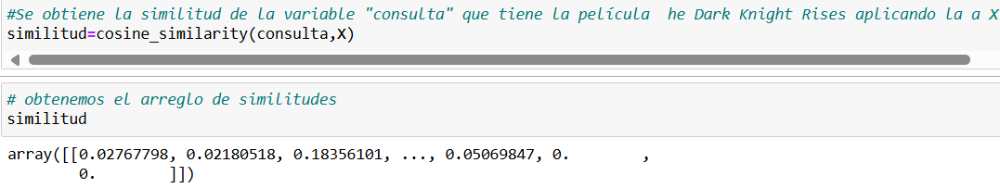 #Se obtiene la similitud de la variable "consulta" que tiene la película  he Dark Knight Rises aplicando la a X
similitud=cosine_similarity(consulta,X)
# obtenemos el arreglo de similitudes
similitud
array([[0.02767798, 0.02180518, 0.18356101, ..., 0.05069847, 0.        ,
        0.        ]])